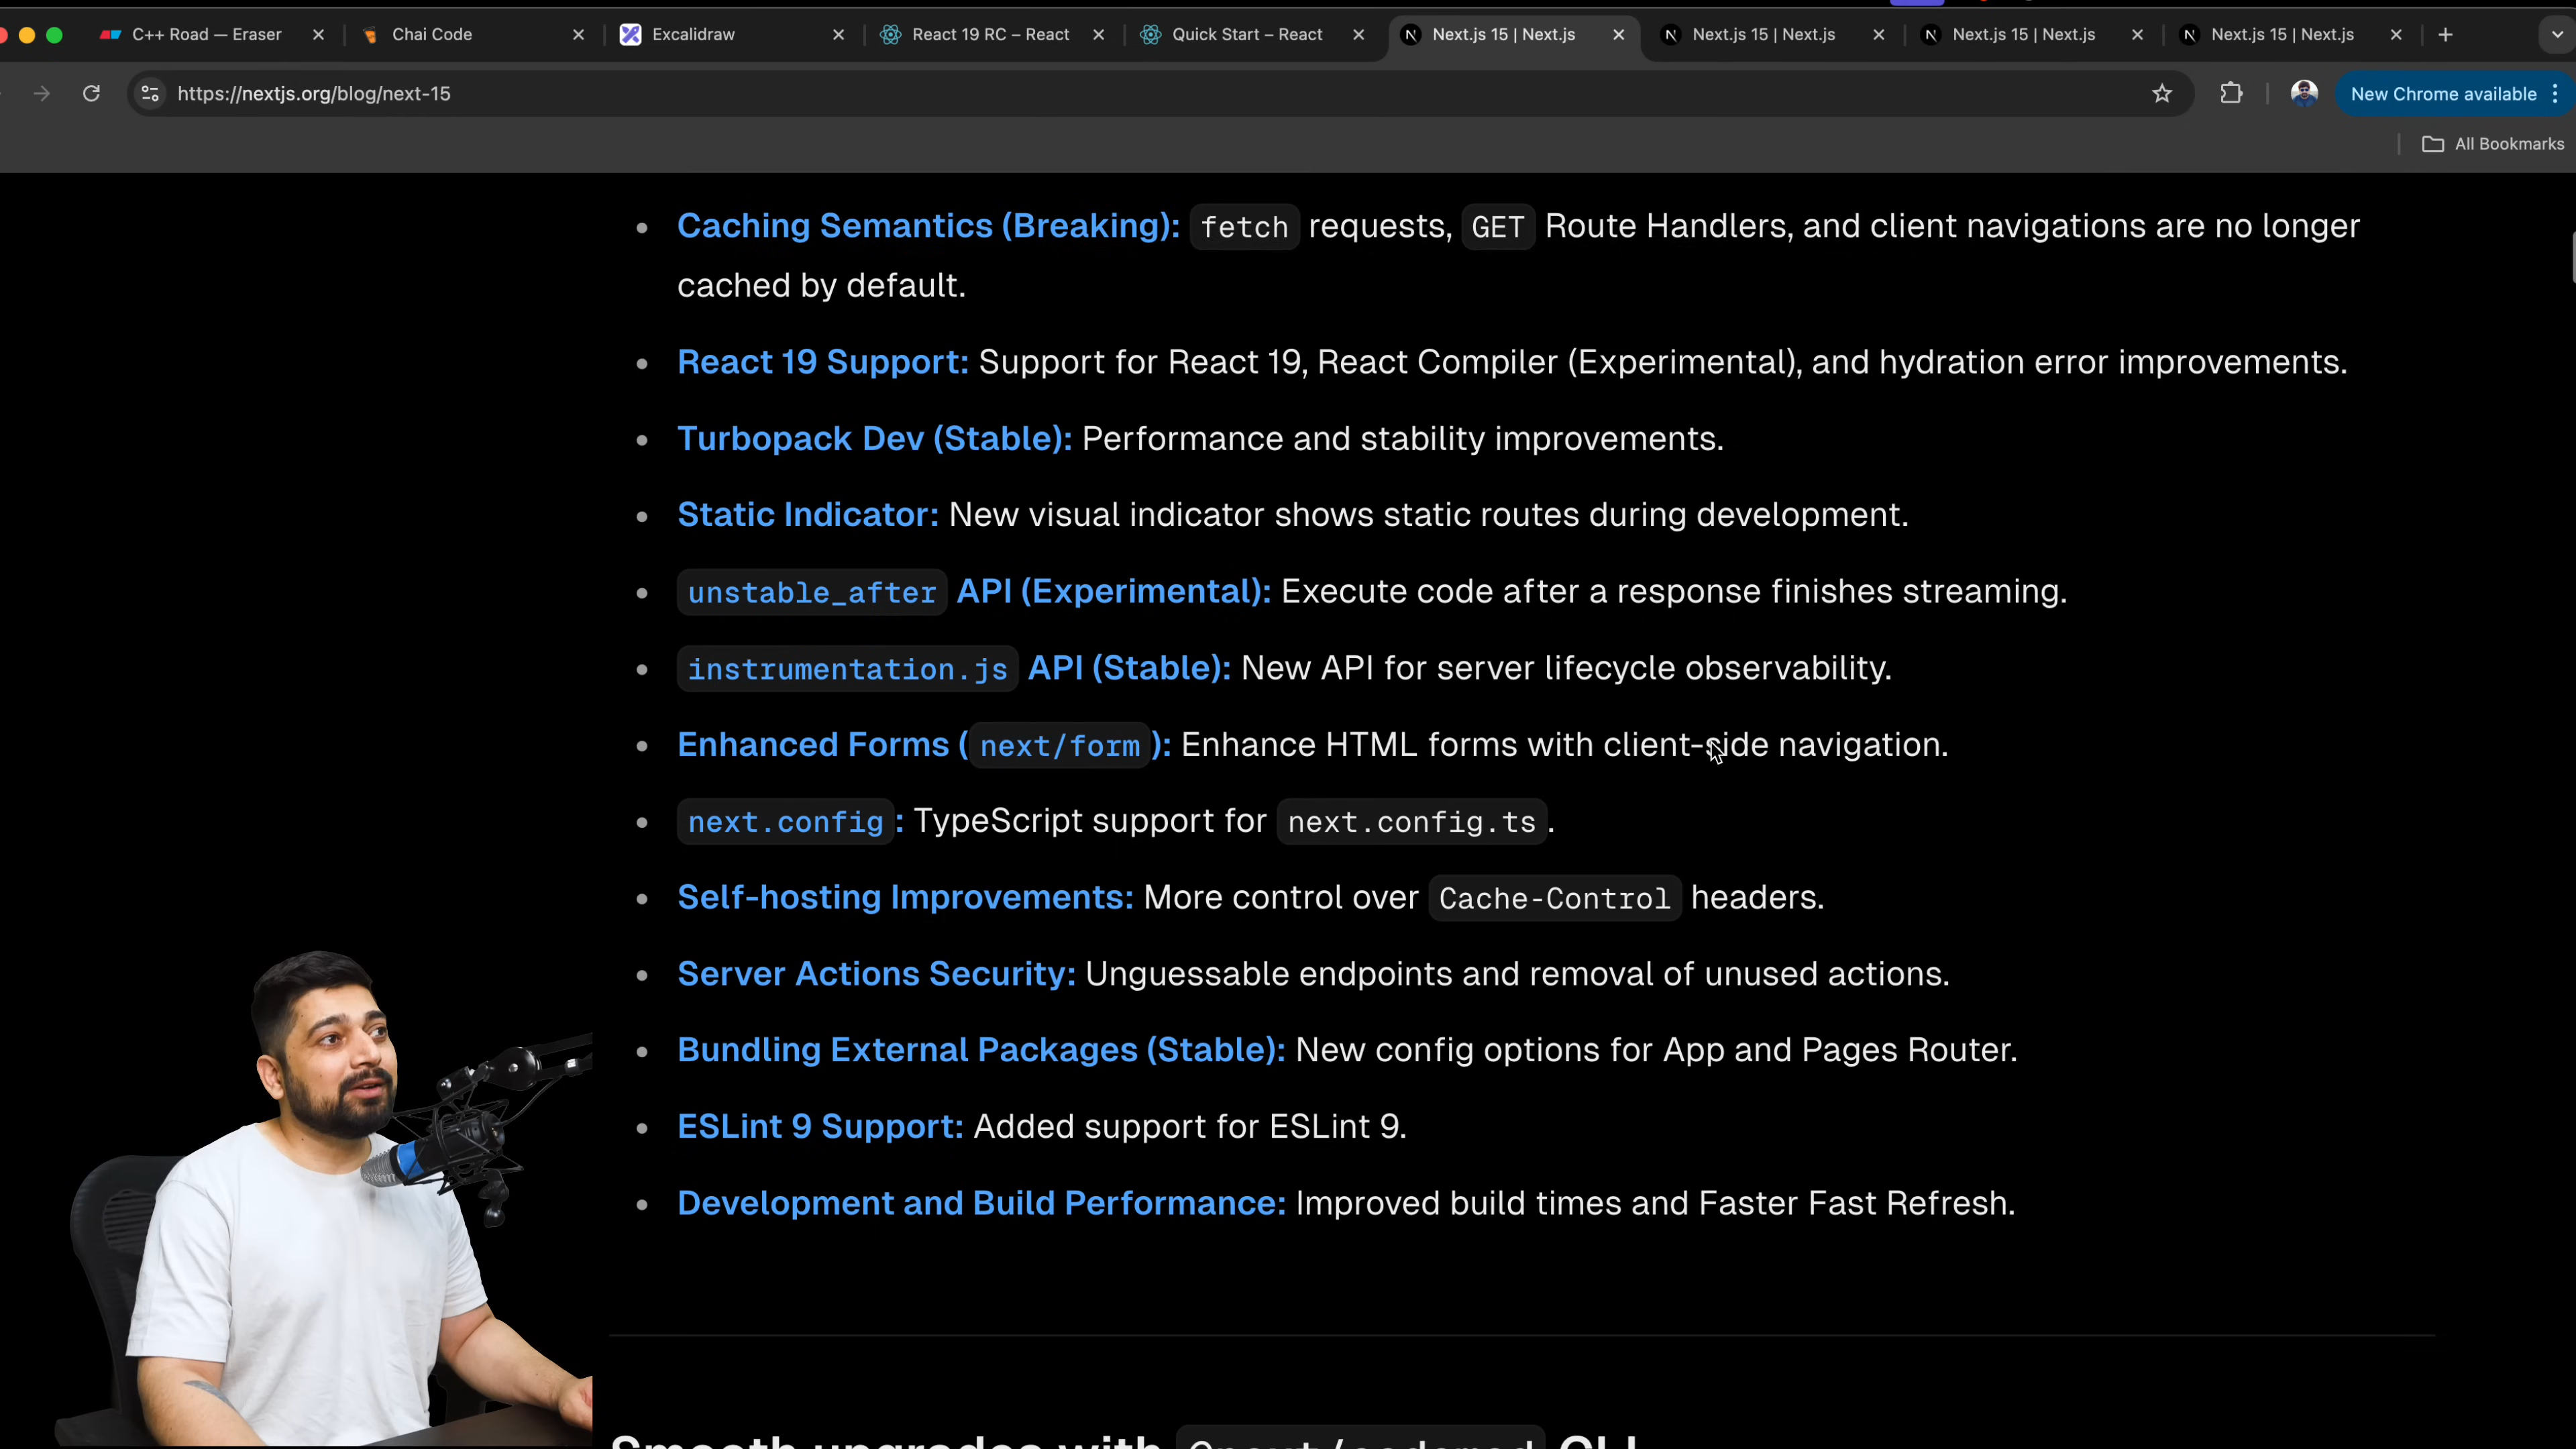 C++ Road — Eraser
Chai Code
Excalidraw
React 19 RC – React
Quick Start – React
Next.js 15 | Next.js
Next.js 15 | Next.js
Next.js 15 | Next.js
Next.js 15 | Next.js
https://nextjs.org/blog/next-15
New Chrome available
All Bookmarks
Caching Semantics (Breaking): fetch requests, GET Route Handlers, and client navigations are no longer
cached by default.
React 19 Support: Support for React 19, React Compiler (Experimental), and hydration error improvements.
Turbopack Dev (Stable): Performance and stability improvements.
Static Indicator: New visual indicator shows static routes during development.
unstable_after API (Experimental): Execute code after a response finishes streaming.
instrumentation.js API (Stable): New API for server lifecycle observability.
Enhanced Forms (next/form): Enhance HTML forms with client-side navigation.
next.config: TypeScript support for next.config.ts.
Self-hosting Improvements: More control over Cache-Control headers.
Server Actions Security: Unguessable endpoints and removal of unused actions.
Bundling External Packages (Stable): New config options for App and Pages Router.
ESLint 9 Support: Added support for ESLint 9.
Development and Build Performance: Improved build times and Faster Fast Refresh.
Smooth upgrades with @next/codemod CLI